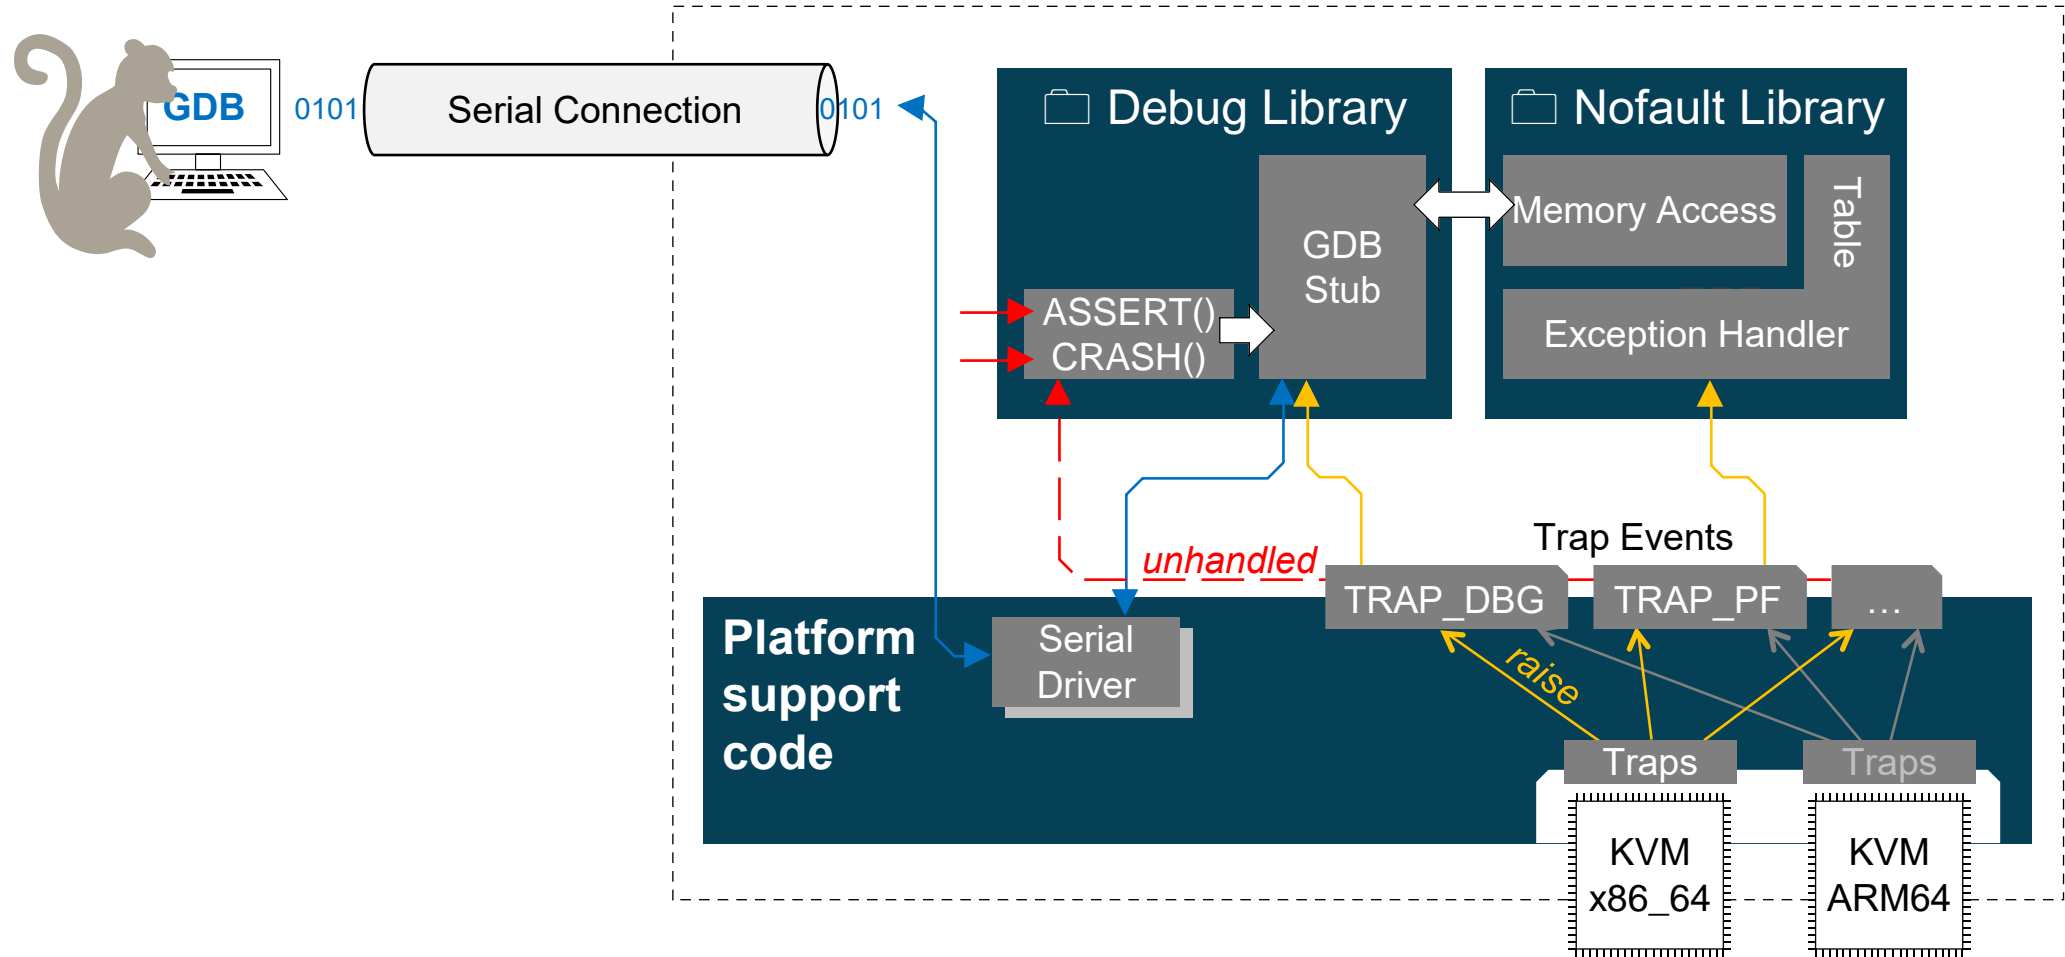 GDB
0101
Serial Connection
0101
Debug Library
Nofault Library
GDB
Stub
Memory Access
Table
ASSERT()
CRASH()
Exception Handler
Trap Events
unhandled
TRAP_DBG
TRAP_PF
...
Platform
support
code
Serial
Driver
raise
Traps
Traps
KVM
x86_64
KVM
ARM64